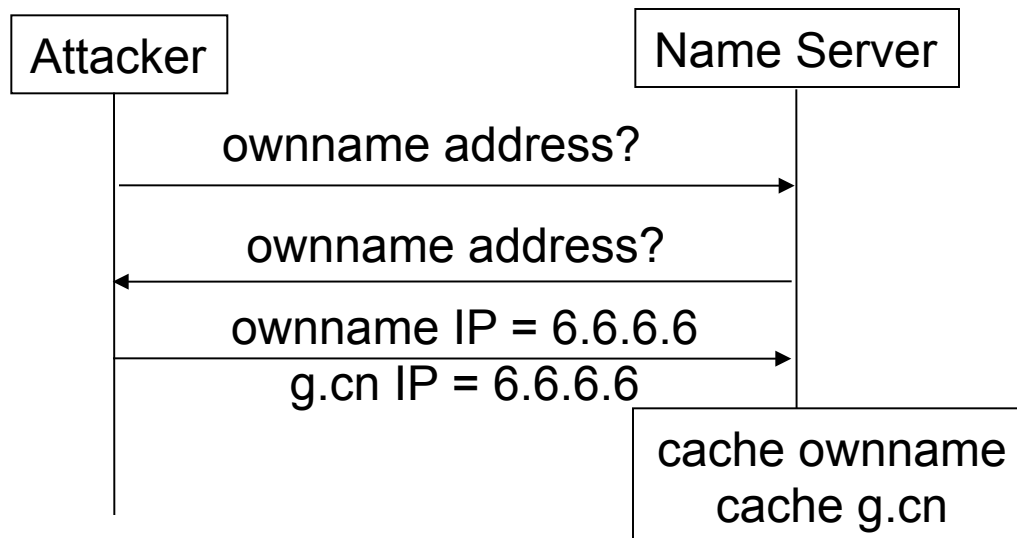 Attacker
Name Server
ownname address?
ownname address?
ownname IP = 6.6.6.6
g.cn IP = 6.6.6.6
cache ownname
cache g.cn